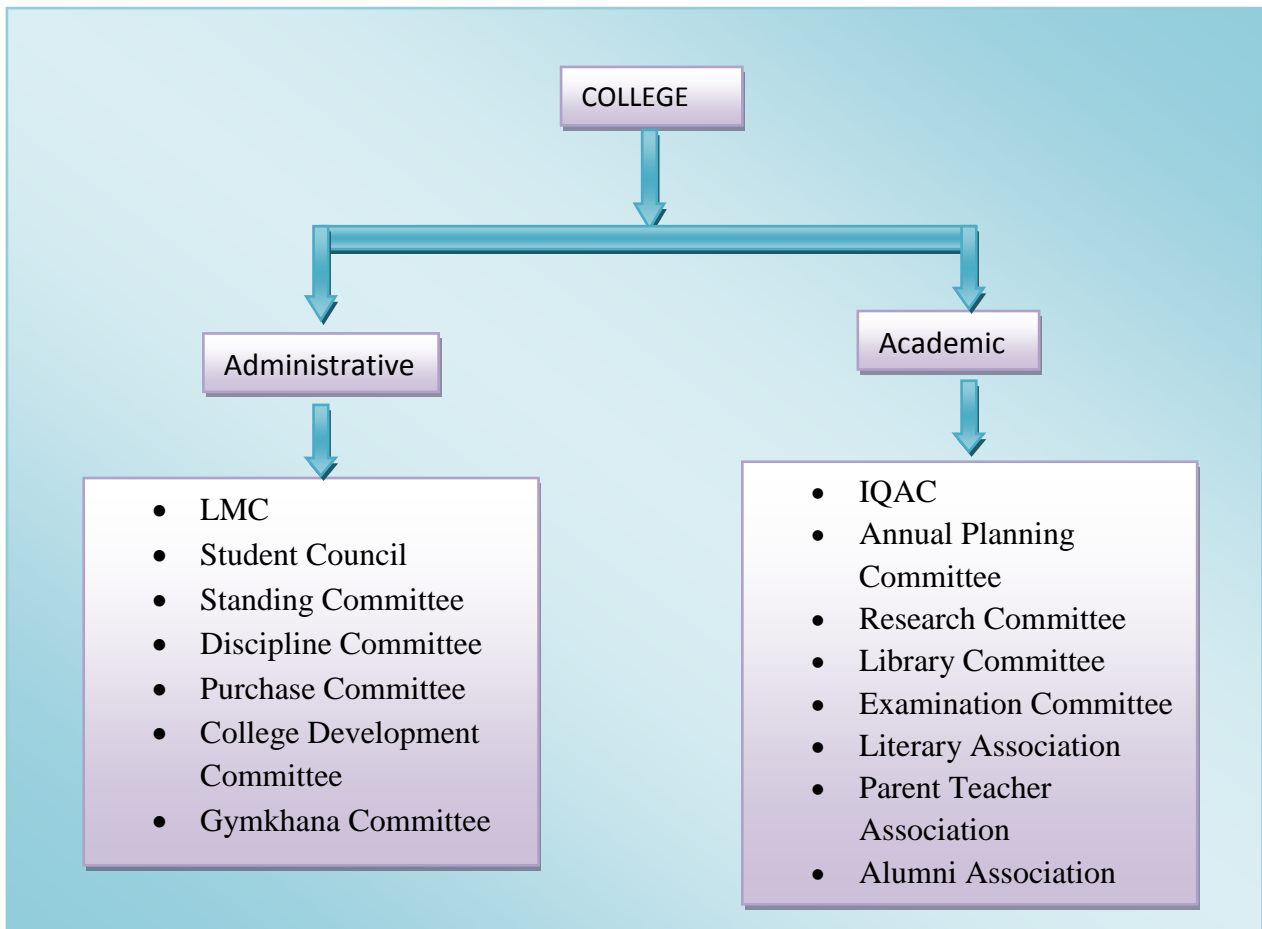 COLLEGE
Administrative
Academic
• LMC
• Student Council
• Standing Committee
• Discipline Committee
• Purchase Committee
• College Development
Committee
• Gymkhana Committee
• IQAC
• Annual Planning
Committee
• Research Committee
• Library Committee
• Examination Committee
• Literary Association
• Parent Teacher
Association
• Alumni Association